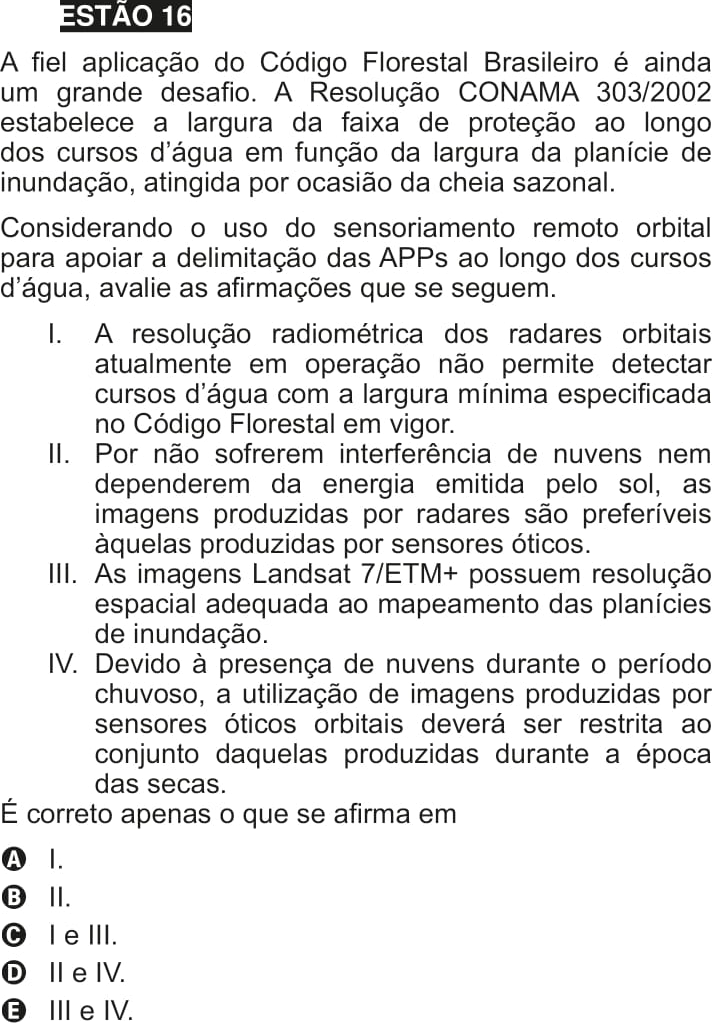 ESTÃO 16
A fiel aplicação do Código Florestal Brasileiro é ainda
um grande desafio. A Resolução CONAMA 303/2002
estabelece a largura da faixa de proteção ao longo
dos cursos d’água em função da largura da planície de
inundação, atingida por ocasião da cheia sazonal.
Considerando o uso do sensoriamento remoto orbital
para apoiar a delimitação das APPs ao longo dos cursos
d’água, avalie as afirmações que se seguem.
I. A resolução radiométrica dos radares orbitais
atualmente em operação não permite detectar
cursos d’água com a largura mínima especificada
no Código Florestal em vigor.
II. Por não sofrerem interferência de nuvens nem
dependerem da energia emitida pelo sol, as
imagens produzidas por radares são preferíveis
àquelas produzidas por sensores óticos.
III. As imagens Landsat 7/ETM+ possuem resolução
espacial adequada ao mapeamento das planícies
de inundação.
IV. Devido à presença de nuvens durante o período
chuvoso, a utilização de imagens produzidas por
sensores óticos orbitais deverá ser restrita ao
conjunto daquelas produzidas durante a época
das secas.
É correto apenas o que se afirma em
A I.
B II.
C I e III.
D II e IV.
E III e IV.